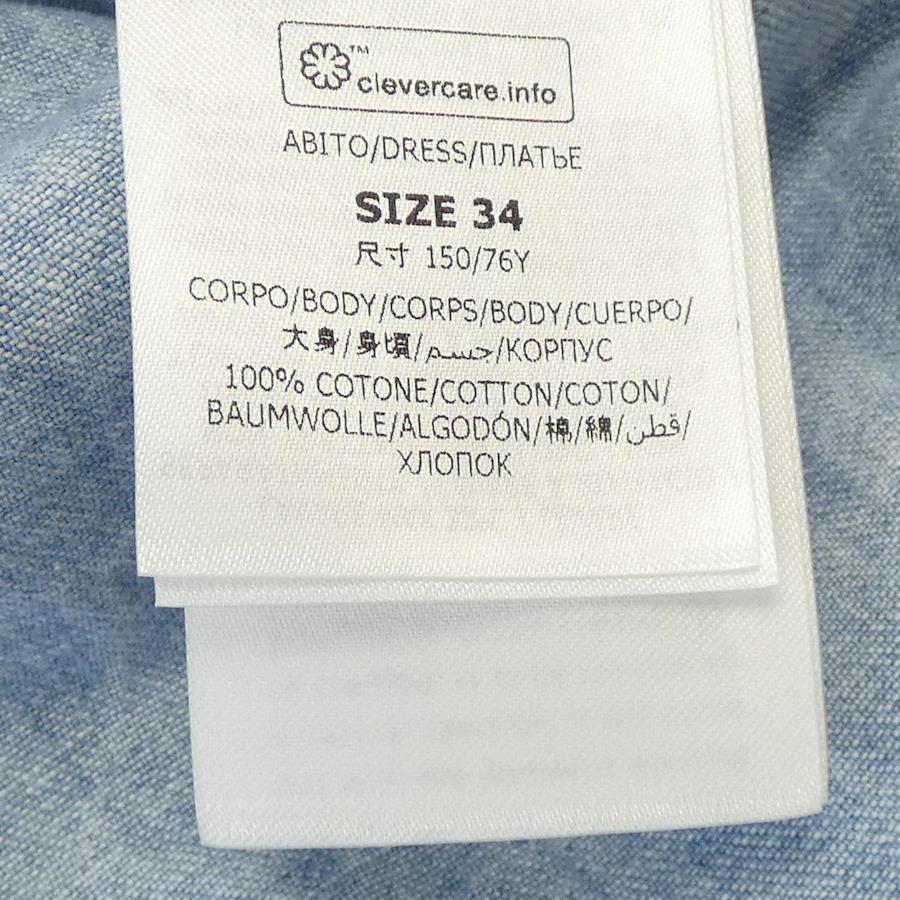 ™
clevercare.info
ABITO/DRESS/ПЛАТЬЕ
SIZE 34
尺寸 150/76Y
CORPO/BODY/CORPS/BODY/CUERPO/
大身/身頃/جسم/КОРПУС
100% COTONE/COTTON/COTON/
BAUMWOLLE/ALGODÓN/棉/綿/قطن/
ХЛОПОК